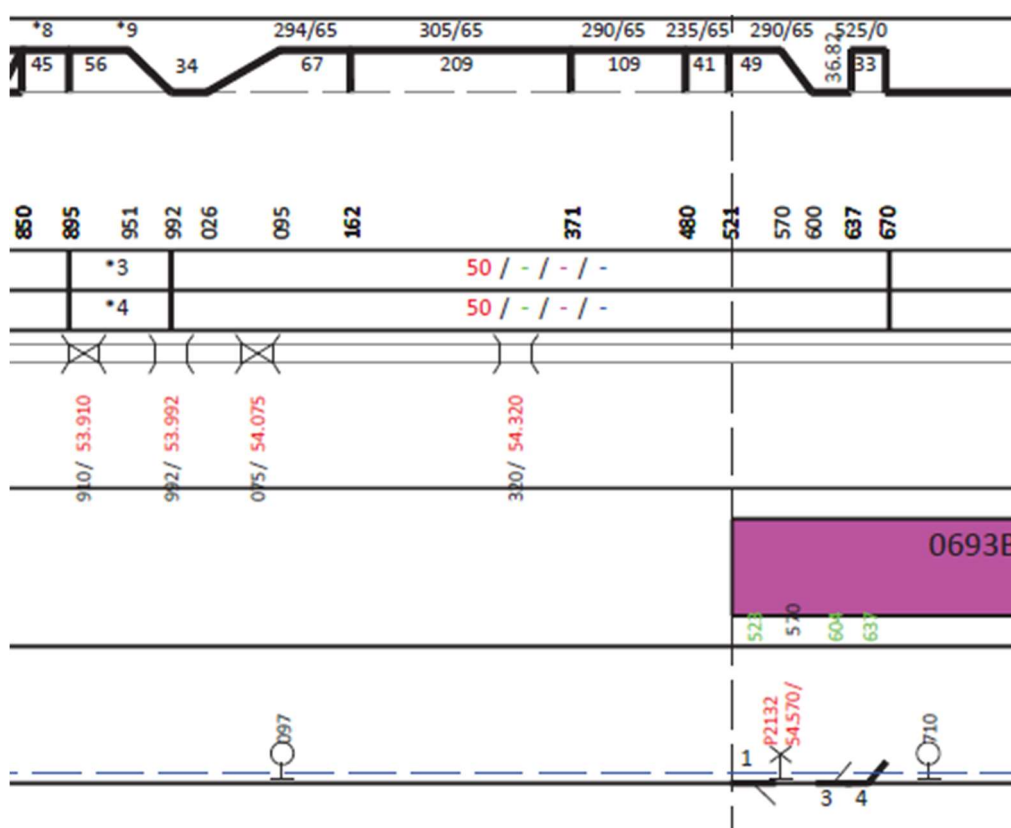 *8 *9 294/65 305/65 290/65 235/65 290/65 525/0
45 56 34 67 209 109 41 49 36.82 33
850 895 951 992 026 095 162 371 480 521 570 600 637 670
*3 50 / - / - / -
*4 50 / - / - / -
910/ 53.910 992/ 53.992 075/ 54.075 320/ 54.320
0693E
523 570 604 637
097 P2132 54.570/ 710
1
3 4